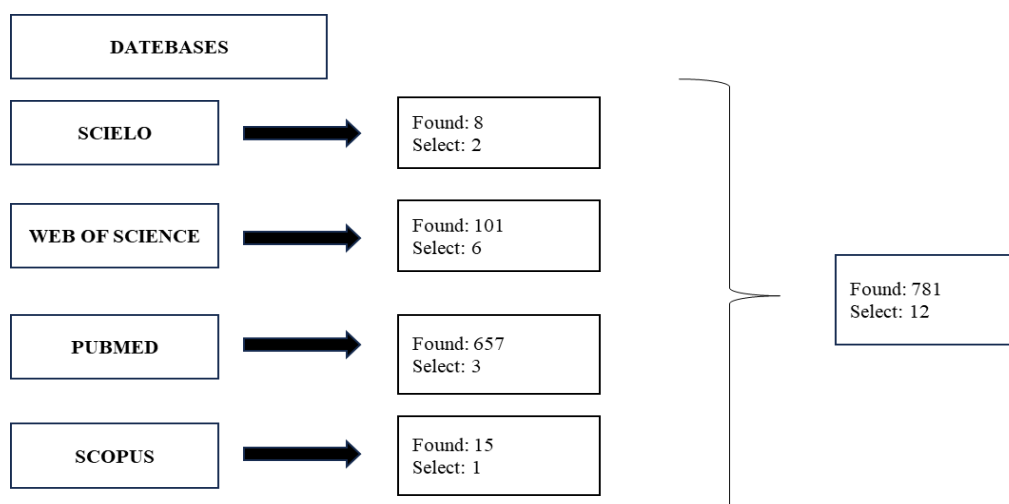 DATEBASES
SCIELO
Found: 8
Select: 2
WEB OF SCIENCE
Found: 101
Select: 6
PUBMED
Found: 657
Select: 3
SCOPUS
Found: 15
Select: 1
Found: 781
Select: 12